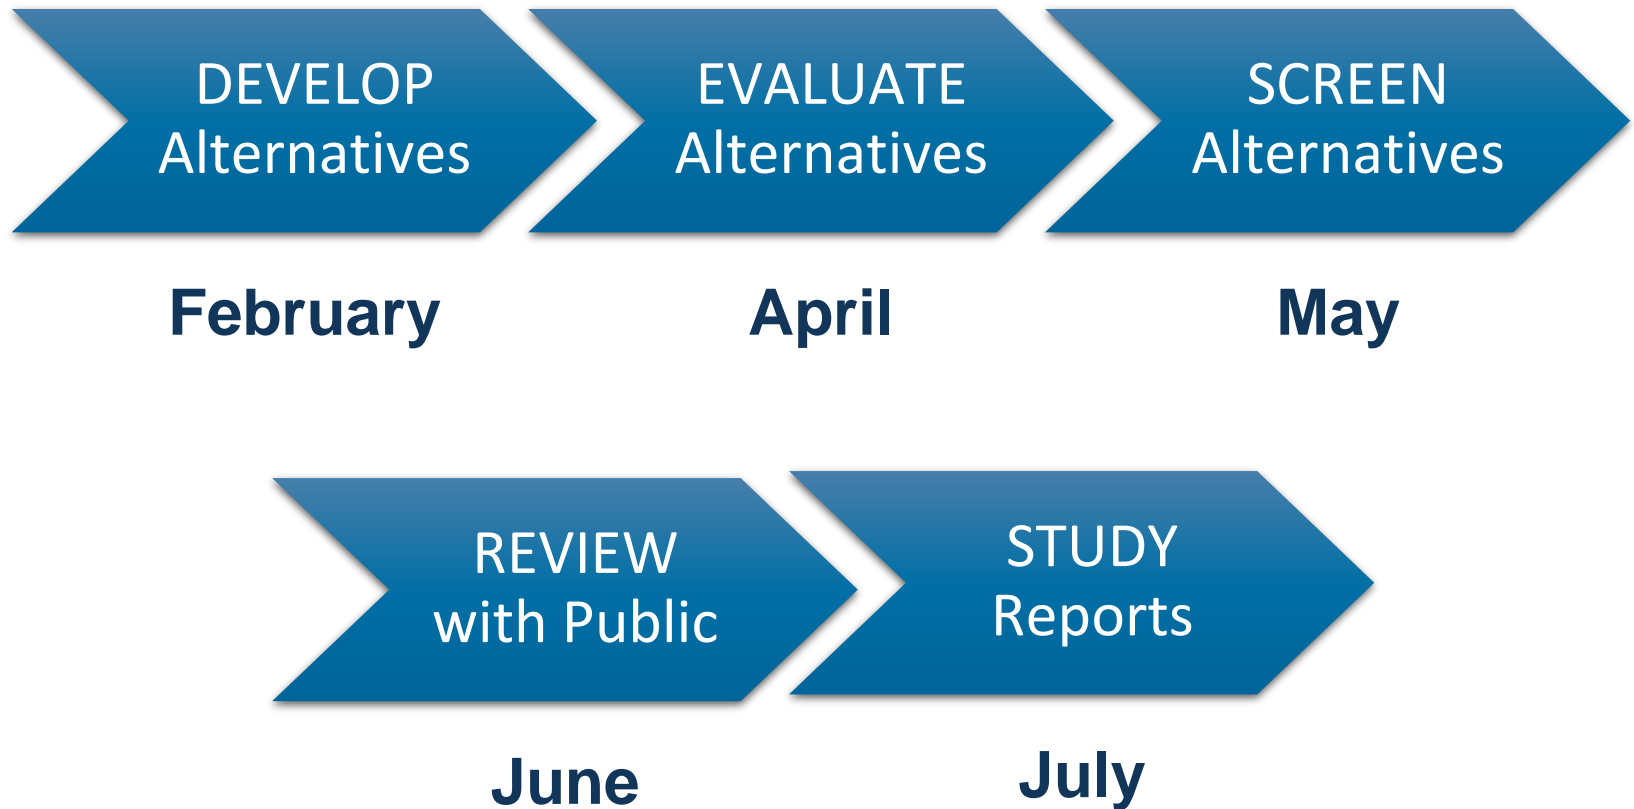 DEVELOP
Alternatives
EVALUATE
Alternatives
SCREEN
Alternatives
February
April
May
REVIEW
with Public
STUDY
Reports
June
July